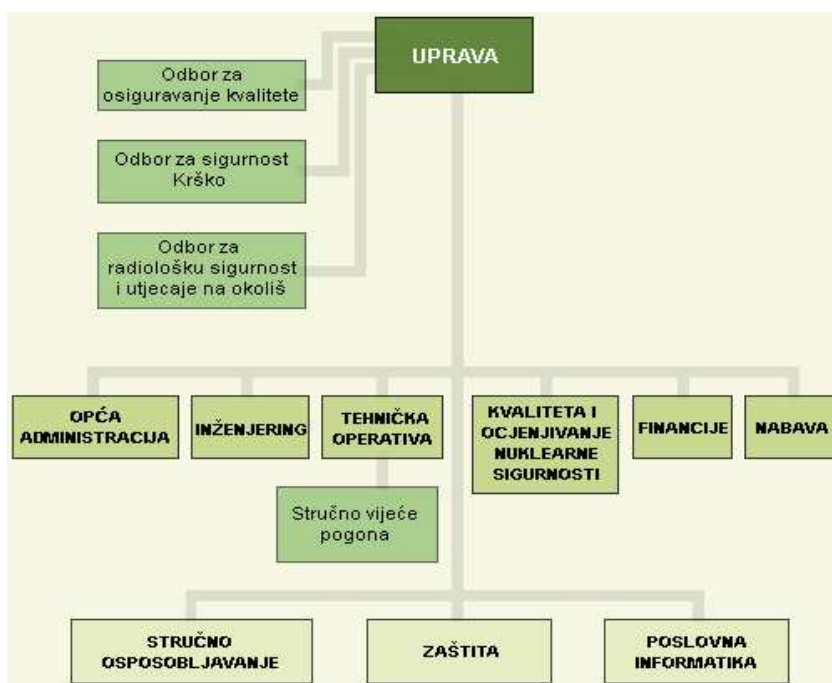 UPRAVA
Odbor za
osiguravanje kvalitete
Odbor za sigurnost
Krško
Odbor za
radiološku sigurnost
i utjecaje na okoliš
OPĆA
ADMINISTRACIJA
INŽENJERING
TEHNIČKA
OPERATIVA
KVALITETA I
OCJENJIVANJE
NUKLEARNE
SIGURNOSTI
FINANCIJE
NABAVA
Stručno vijeće
pogona
STRUČNO
OSPOSOBLJAVANJE
ZAŠTITA
POSLOVNA
INFORMATIKA